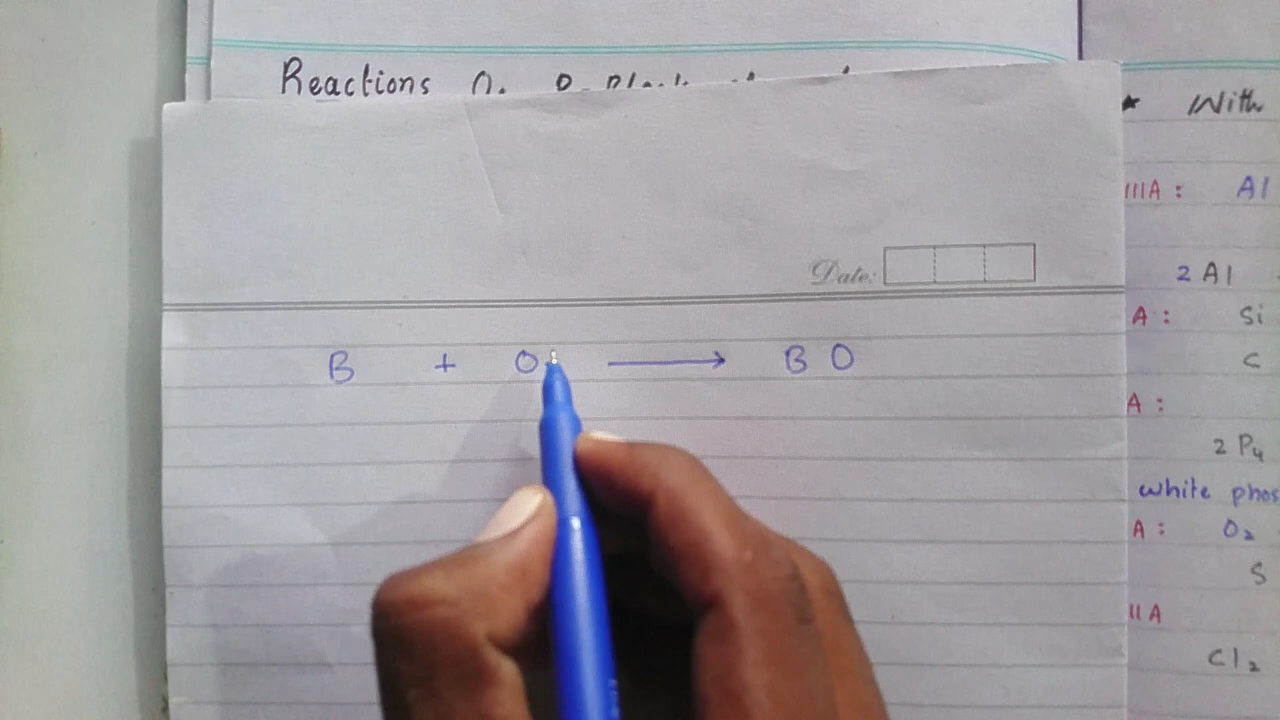 Reactions
Date:
B + O → B O
★ With
IIIA : Al
2 Al
A : Si
C
A :
2 P₄
white phos
A : O₂
S
IIA
Cl₂